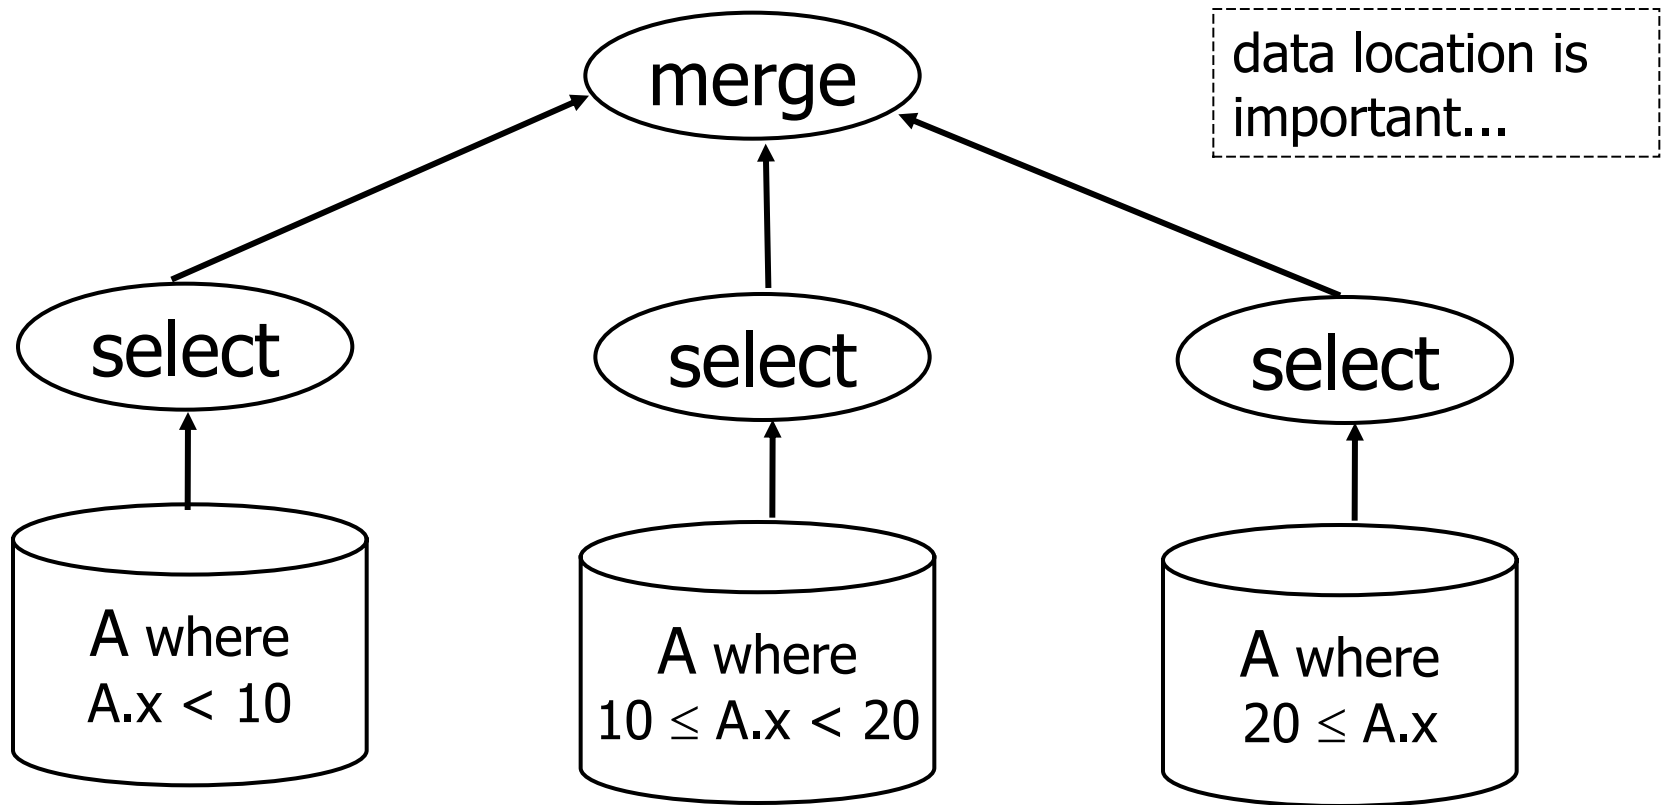 merge
data location is
important...
select
select
select
A where
A.x < 10
A where
10 ≤ A.x < 20
A where
20 ≤ A.x